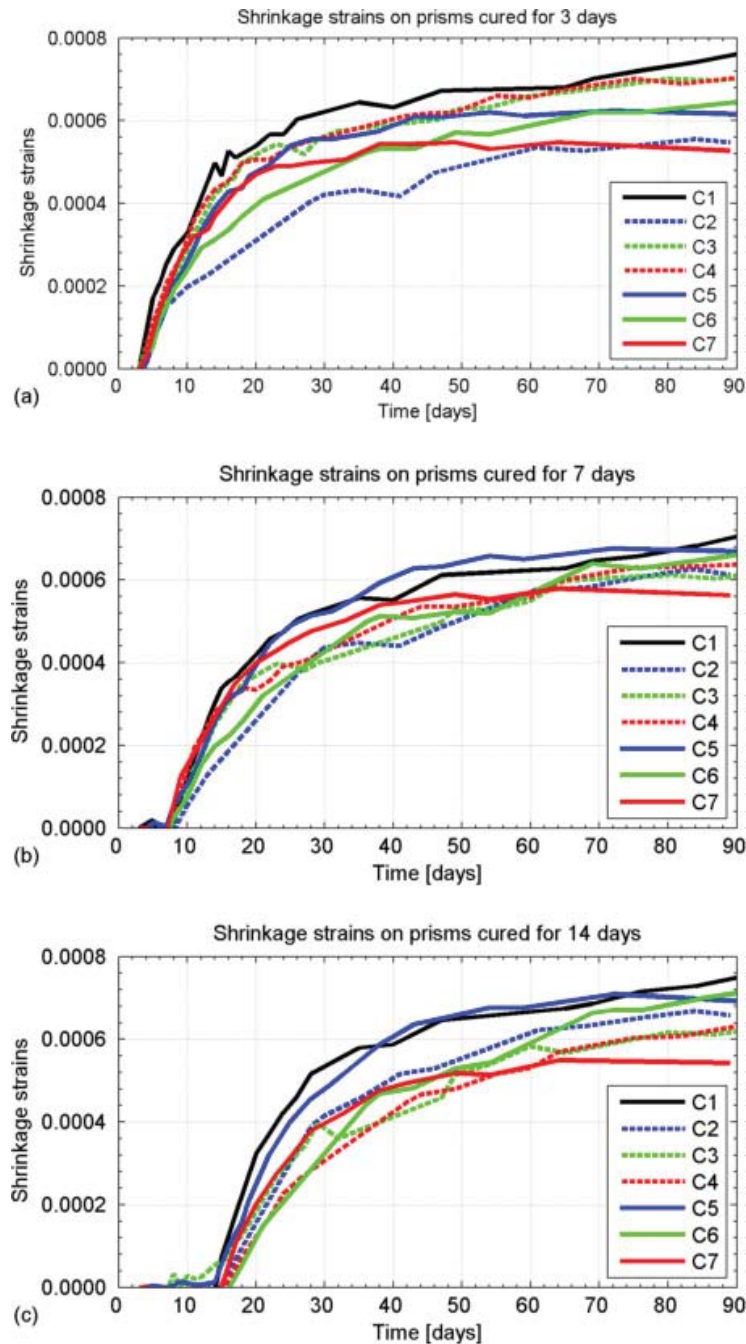 Shrinkage strains on prisms cured for 3 days
Shrinkage strains
0.0008
0.0006
0.0004
0.0002
0.0000
C1
C2
C3
C4
C5
C6
C7
0 10 20 30 40 50 60 70 80 90
Time [days]
(a)
Shrinkage strains on prisms cured for 7 days
Shrinkage strains
0.0008
0.0006
0.0004
0.0002
0.0000
C1
C2
C3
C4
C5
C6
C7
0 10 20 30 40 50 60 70 80 90
Time [days]
(b)
Shrinkage strains on prisms cured for 14 days
Shrinkage strains
0.0008
0.0006
0.0004
0.0002
0.0000
C1
C2
C3
C4
C5
C6
C7
0 10 20 30 40 50 60 70 80 90
Time [days]
(c)